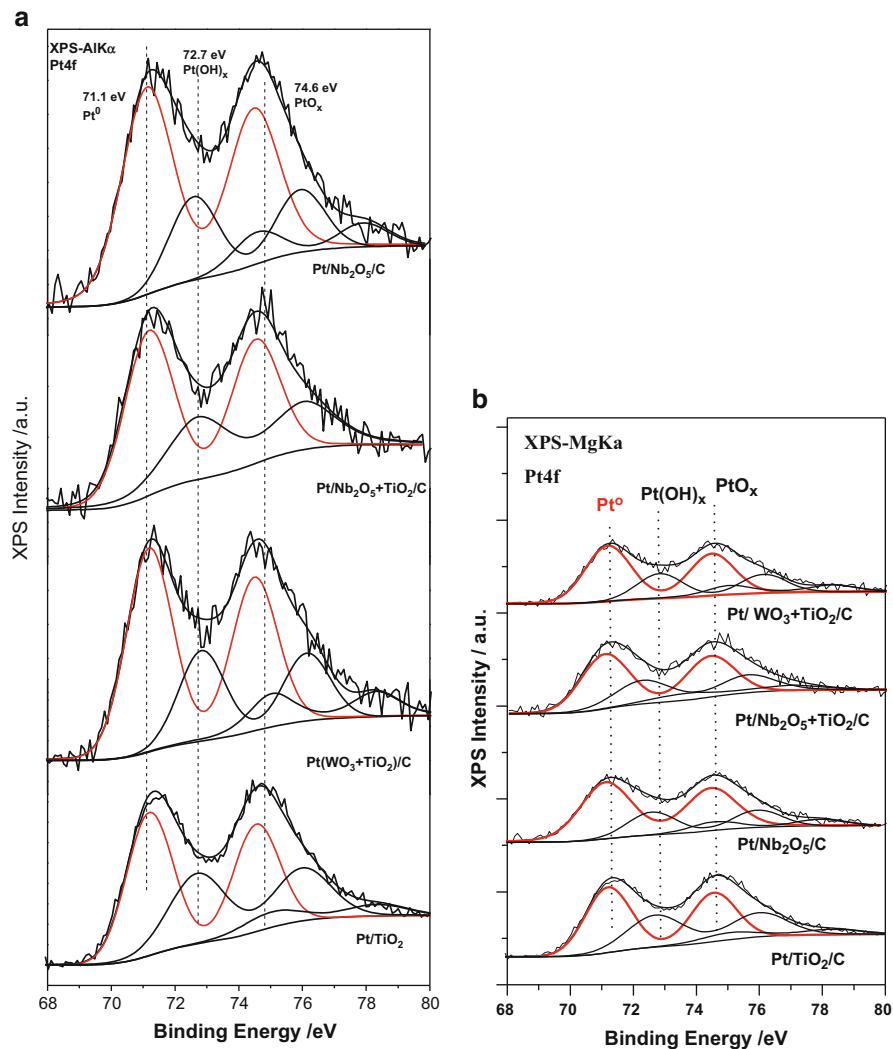 a
XPS-AlKα
Pt4f
72.7 eV
Pt(OH)x
71.1 eV
Pt⁰
74.6 eV
PtOx
Pt/Nb₂O₅/C
Pt/Nb₂O₅+TiO₂/C
Pt(WO₃+TiO₂)/C
Pt/TiO₂
XPS Intensity /a.u.
68 70 72 74 76 78 80
Binding Energy /eV
b
XPS-MgKa
Pt4f
Ptᵒ
Pt(OH)x
PtOx
Pt/ WO₃+TiO₂/C
Pt/Nb₂O₅+TiO₂/C
Pt/Nb₂O₅/C
Pt/TiO₂/C
XPS Intensity / a.u.
68 70 72 74 76 78 80
Binding Energy /eV